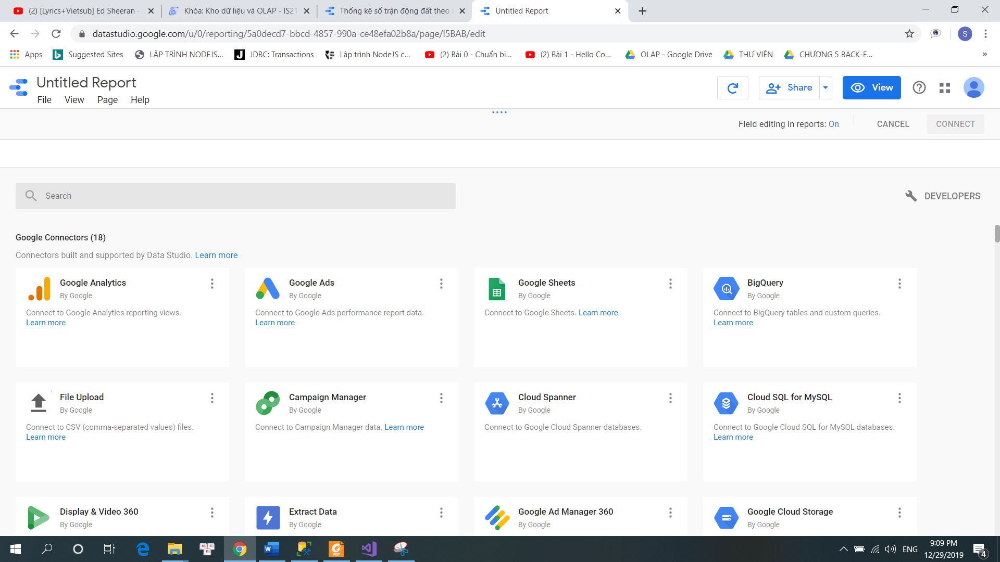 (2) [Lyrics+Vietsub] Ed Sheeran -
Khóa: Kho dữ liệu và OLAP - IS21
Thống kê số trận động đất theo
Untitled Report
datastudio.google.com/u/0/reporting/5a0decd7-bbcd-4857-990a-ce48efa02b8a/page/l5BAB/edit
S
Apps
Suggested Sites
LẬP TRÌNH NODEJS...
JDBC: Transactions
Lập trình NodeJS c...
(2) Bài 0 - Chuẩn bị...
(2) Bài 1 - Hello Co...
OLAP - Google Drive
THƯ VIỆN
CHƯƠNG 5 BACK-E...
»
Untitled Report
File View Page Help
Share
View
Field editing in reports: On
CANCEL
CONNECT
Search
DEVELOPERS
Google Connectors (18)
Connectors built and supported by Data Studio. Learn more
Google Analytics
By Google
Connect to Google Analytics reporting views.
Learn more
Google Ads
By Google
Connect to Google Ads performance report data.
Learn more
Google Sheets
By Google
Connect to Google Sheets. Learn more
BigQuery
By Google
Connect to BigQuery tables and custom queries.
Learn more
File Upload
By Google
Connect to CSV (comma-separated values) files.
Learn more
Campaign Manager
By Google
Connect to Campaign Manager data. Learn more
Cloud Spanner
By Google
Connect to Google Cloud Spanner databases.
Cloud SQL for MySQL
By Google
Connect to Google Cloud SQL for MySQL databases.
Learn more
Display & Video 360
By Google
Extract Data
By Google
Google Ad Manager 360
By Google
Google Cloud Storage
By Google
ENG
9:09 PM
12/29/2019
4